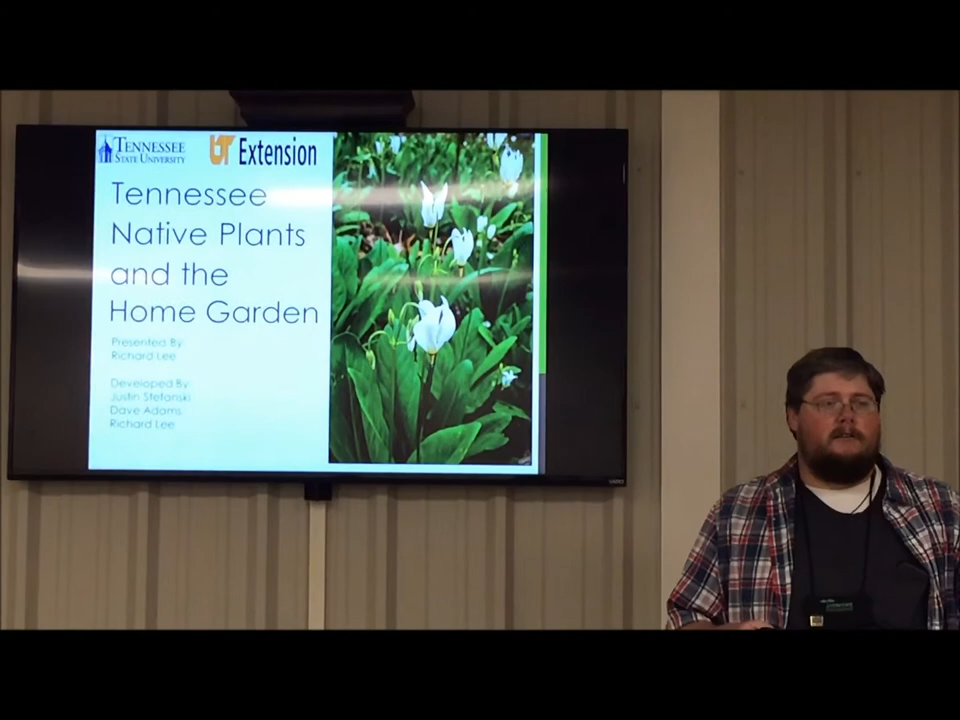 TENNESSEE
STATE UNIVERSITY
UT Extension
Tennessee
Native Plants
and the
Home Garden
Presented By:
Richard Lee
Developed By:
Justin Stefanski
Dave Adams
Richard Lee